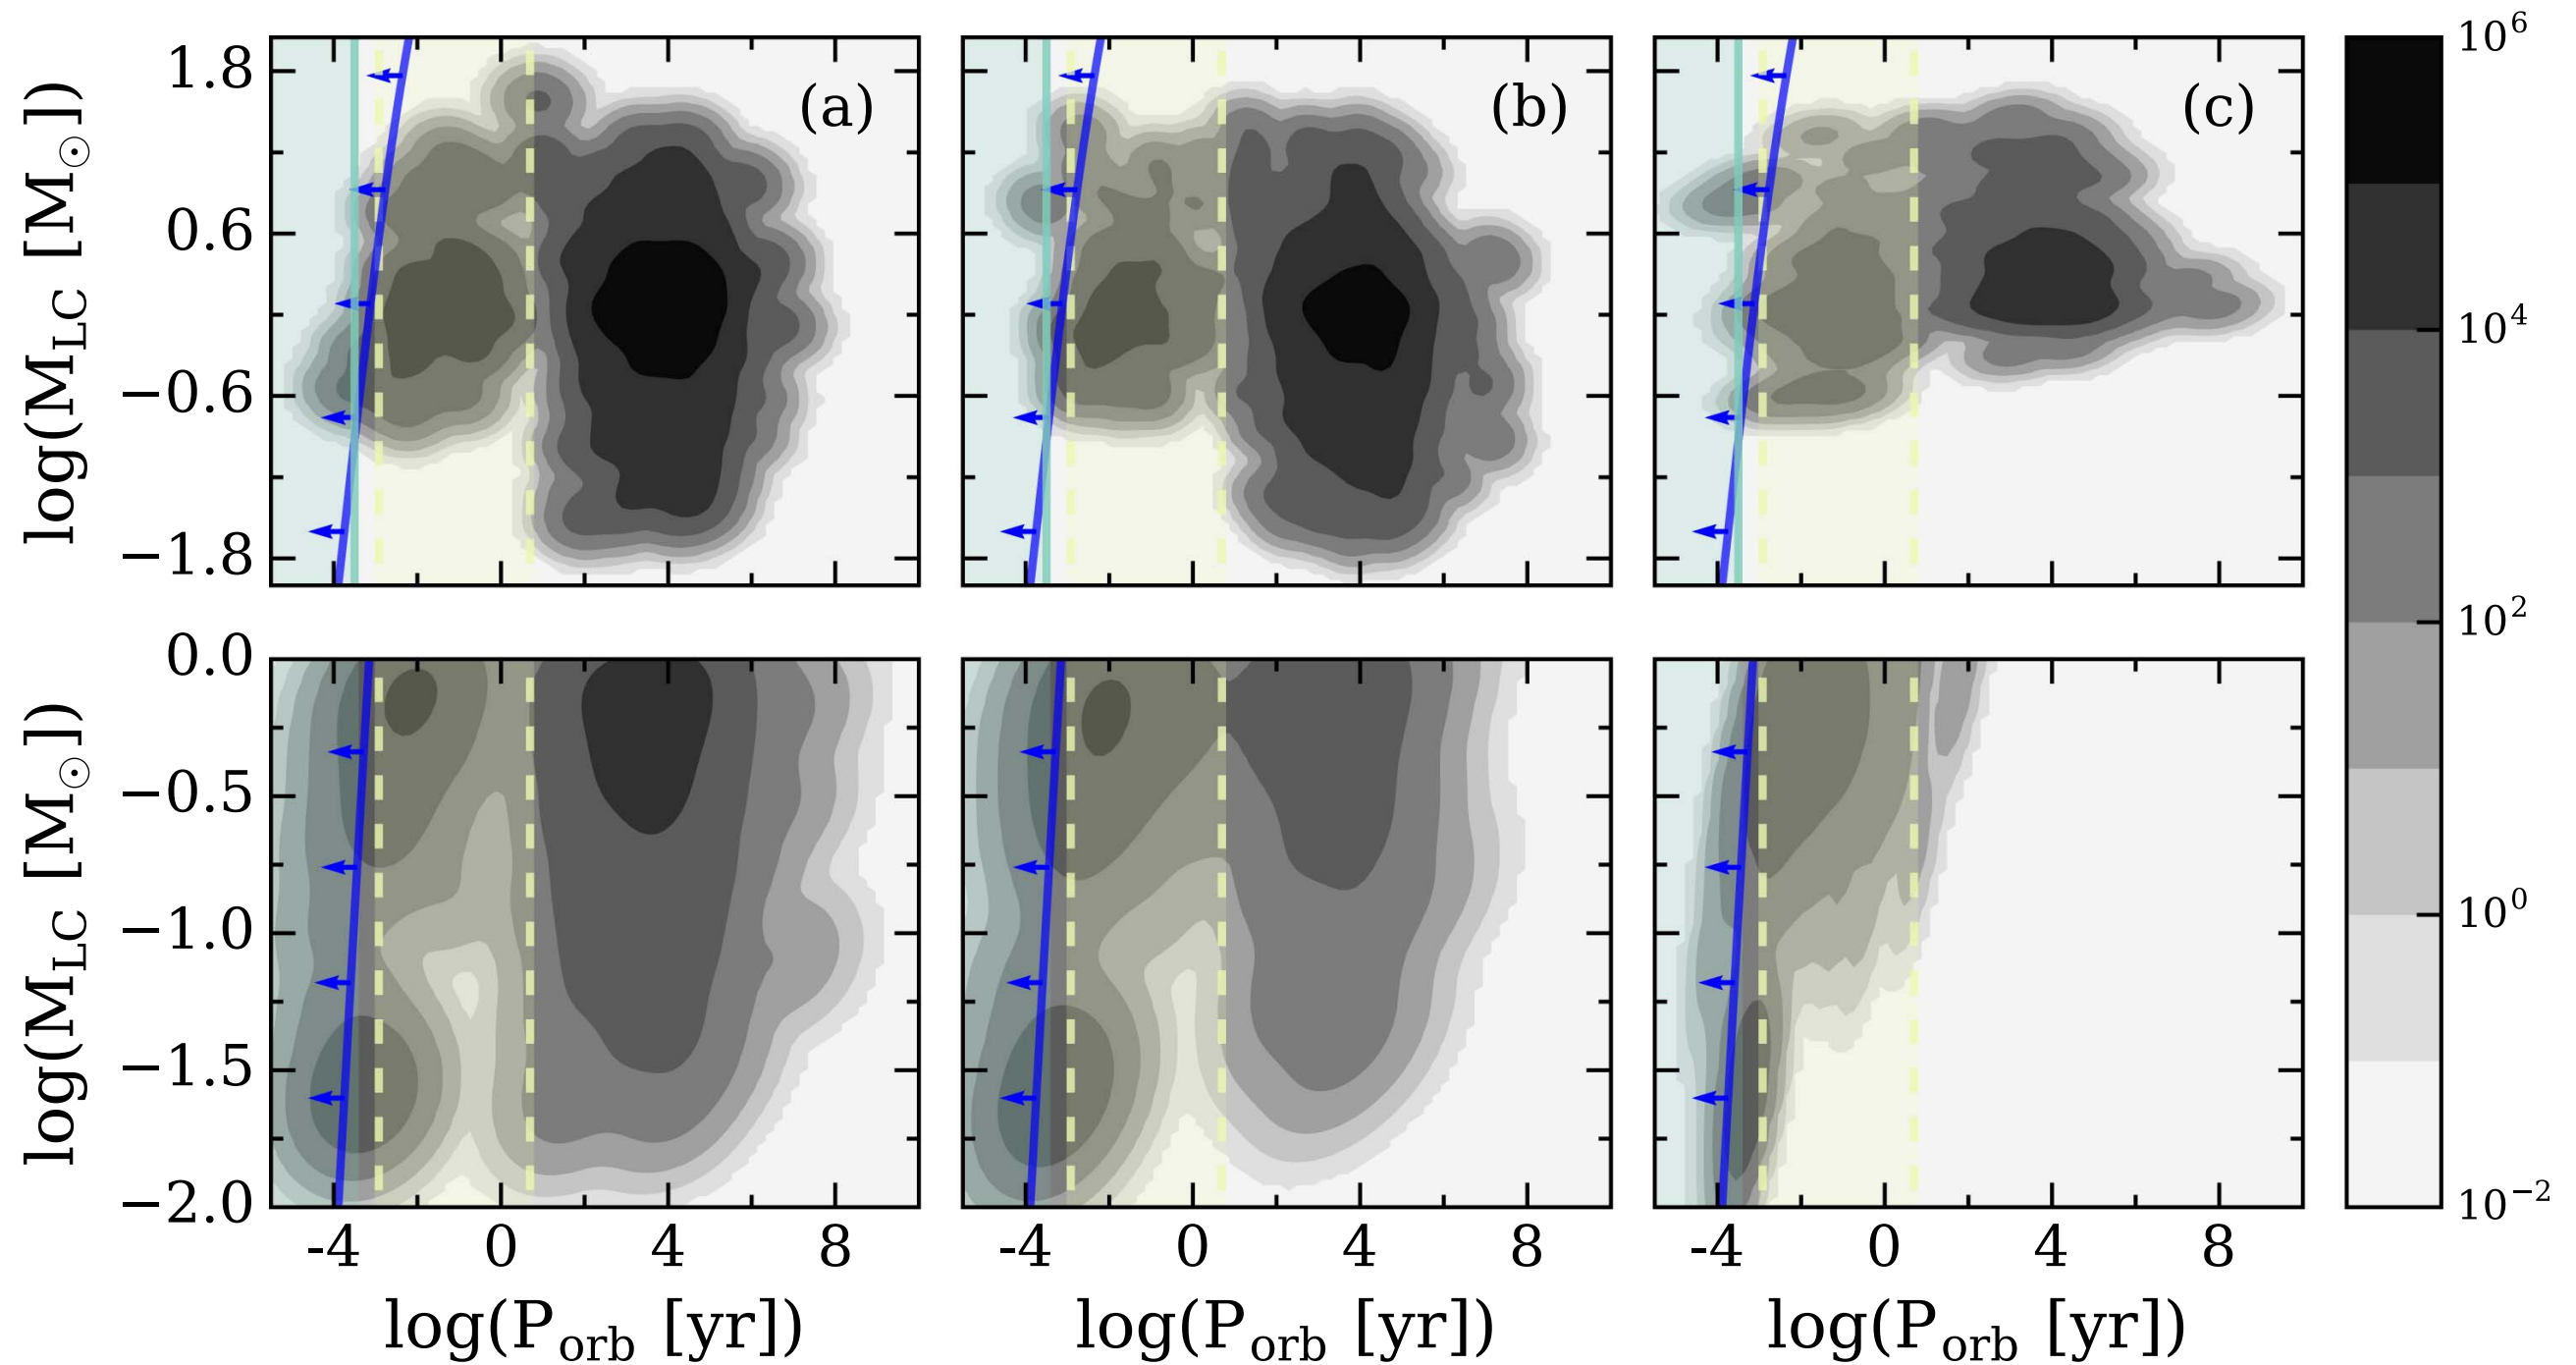 (a) (b) (c)
log(M_LC [M_⊙])
1.8
0.6
−0.6
−1.8
log(M_LC [M_⊙])
0.0
−0.5
−1.0
−1.5
−2.0
-4 0 4 8
-4 0 4 8
-4 0 4 8
log(P_orb [yr]) log(P_orb [yr]) log(P_orb [yr])
10^6
10^4
10^2
10^0
10^−2